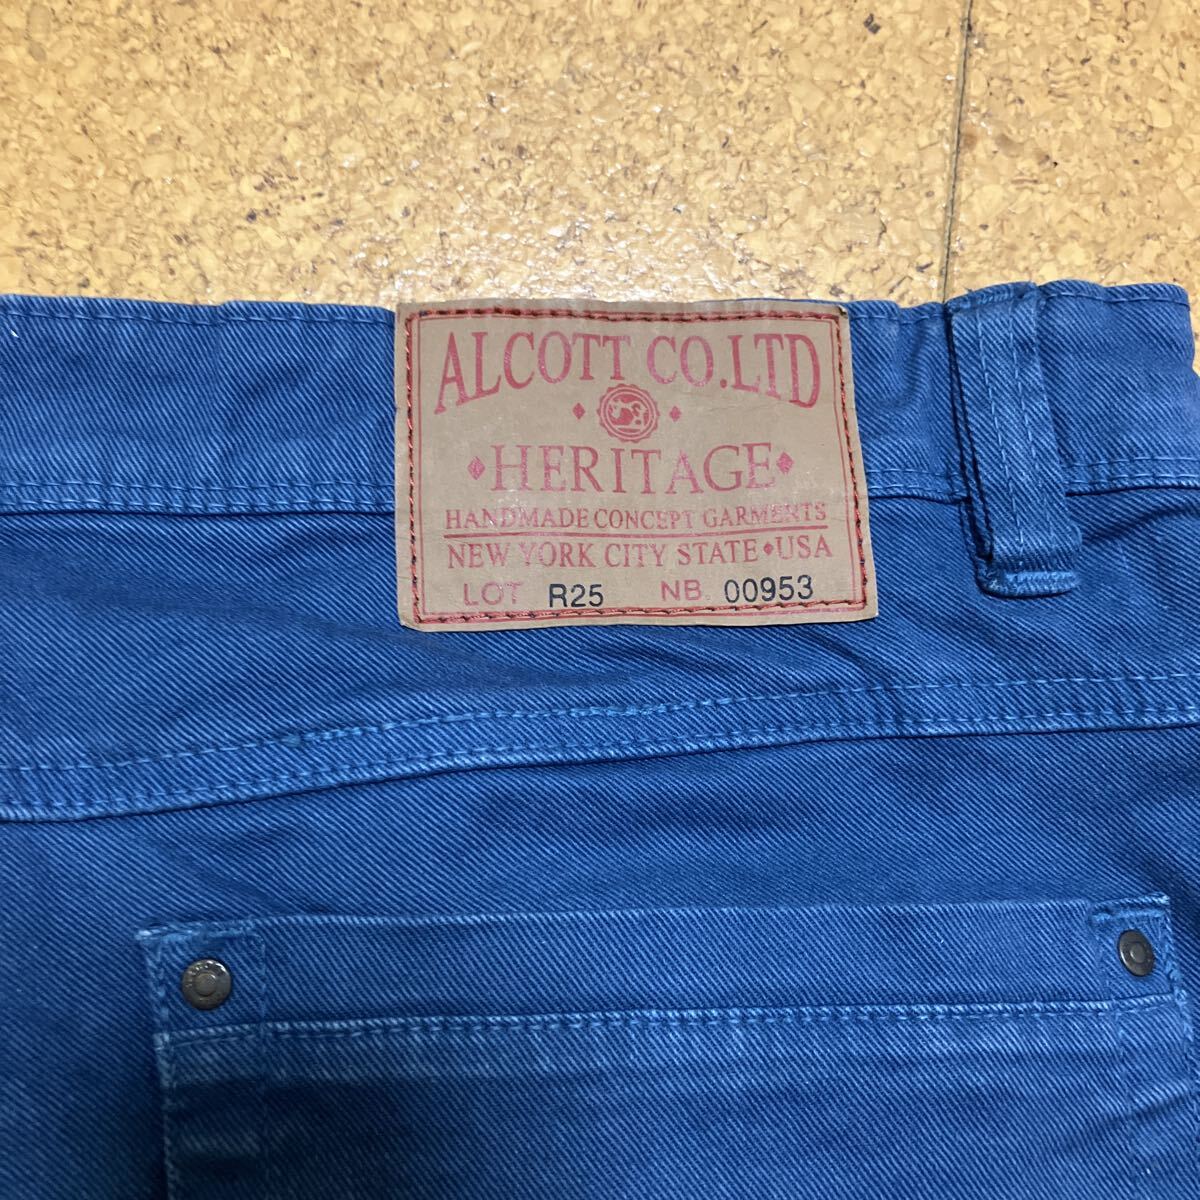 ALCOTT CO.LTD
HERITAGE
HANDMADE CONCEPT GARMENTS
NEW YORK CITY STATE♦USA
LOT R25 NB. 00953